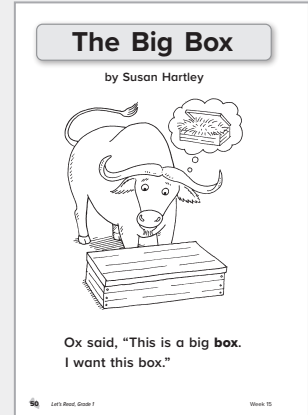 The Big Box
by Susan Hartley
Ox said, “This is a big box.
I want this box.”
50 Let's Read, Grade 1 Week 15